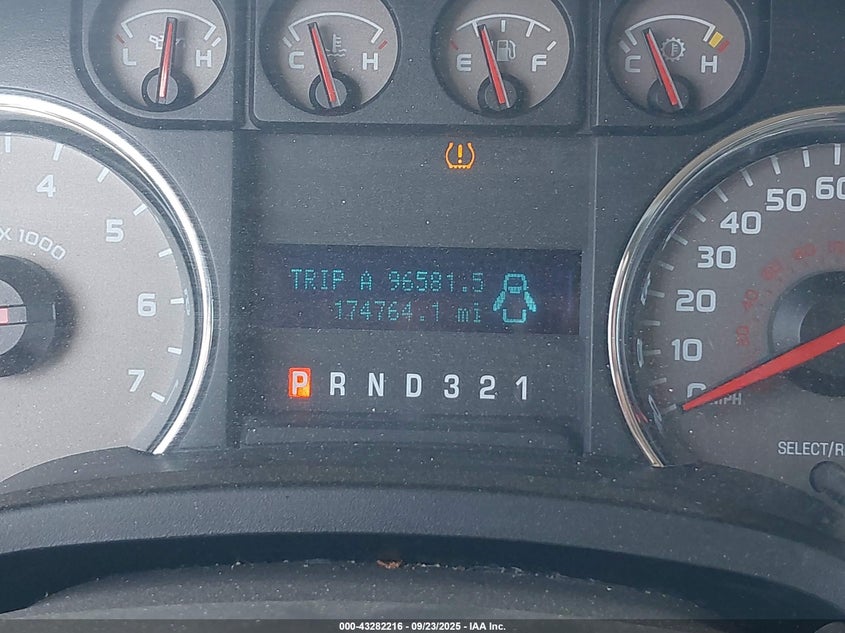 L H
C H
E F
C H
4
5
6
7
X 1000
TRIP A 96581.5
174764.1 mi
P R N D 3 2 1
60
50
40
30
20
10
0
MPH
SELECT/R
000-43282216 - 09/23/2025 - IAA Inc.